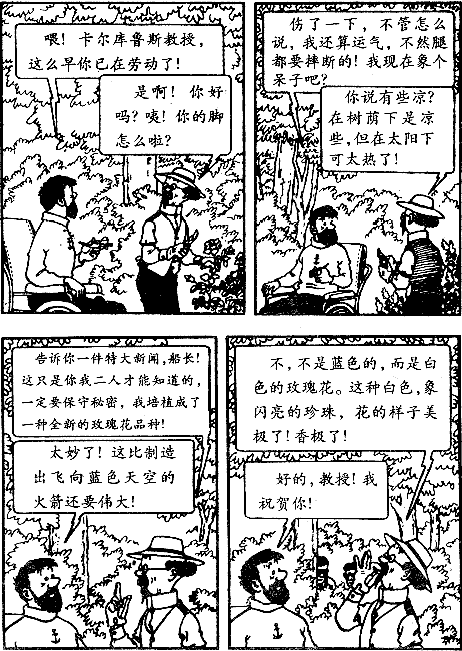 喂！卡尔库鲁斯教授，
这么早你已在劳动了！
是啊！你好
吗？咦！你的脚
怎么啦？
伤了一下，不管怎么
说，我还算运气，不然腿
都要摔断的！我现在象个
呆子吧？
你说有些凉？
在树荫下是凉
些，但在太阳下
可太热了！
告诉你一件特大新闻，船长！
这只是你我二人才能知道的，
一定要保守秘密，我培植成了
一种全新的玫瑰花品种！
太妙了！这比制造
出飞向蓝色天空的
火箭还要伟大！
不，不是蓝色的，而是白
色的玫瑰花。这种白色，象
闪亮的珍珠，花的样子美
极了！香极了！
好的，教授！我
祝贺你！